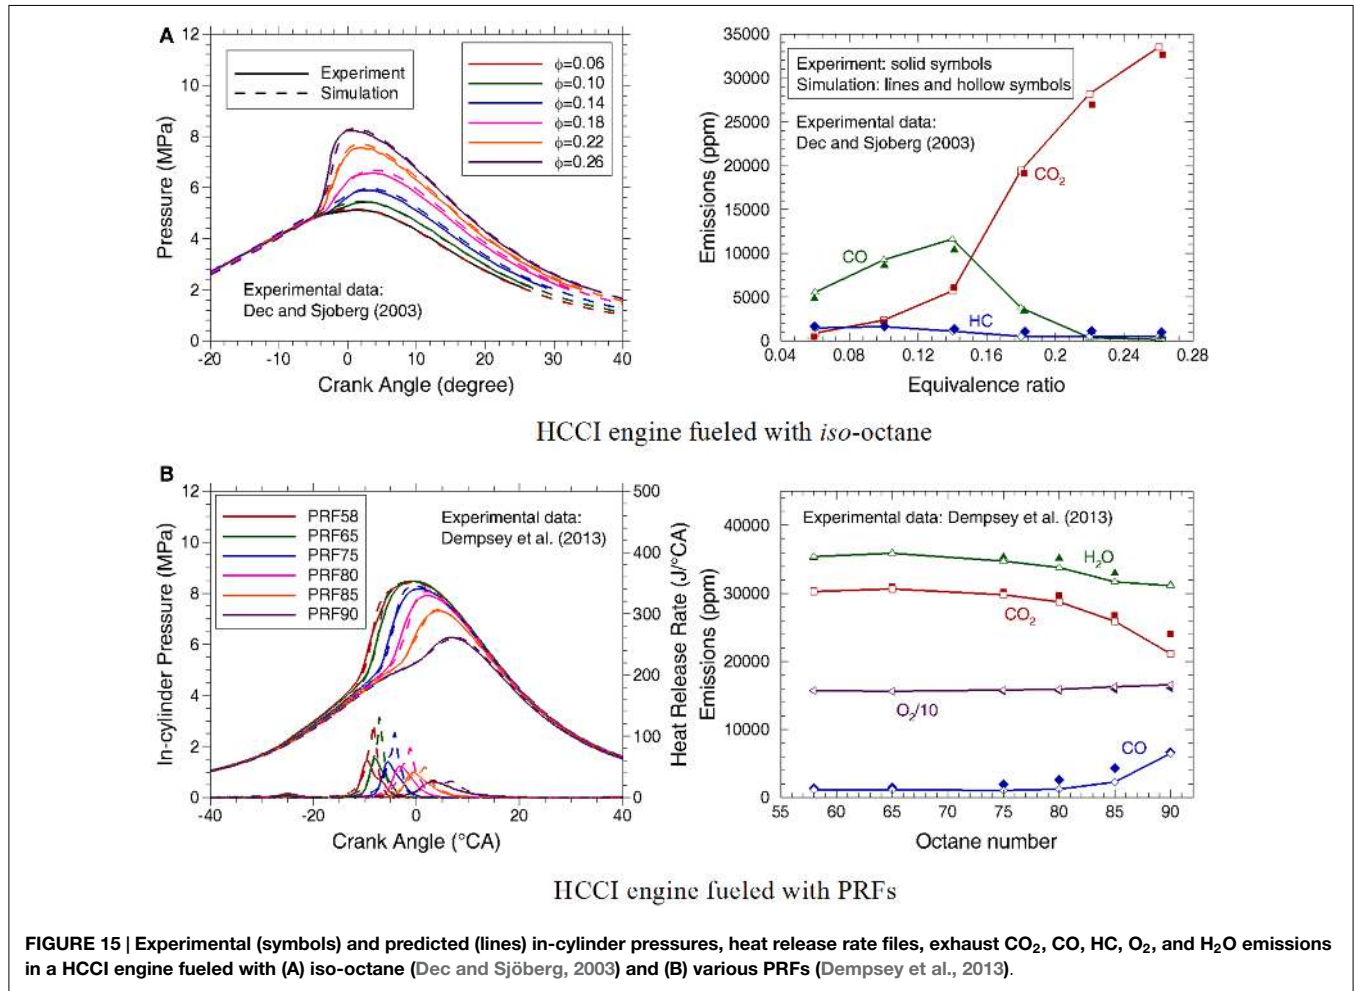 A
12
10
8
6
4
2
0
Pressure (MPa)
Experiment
Simulation
ϕ=0.06
ϕ=0.10
ϕ=0.14
ϕ=0.18
ϕ=0.22
ϕ=0.26
Experimental data:
Dec and Sjoberg (2003)
-20 -10 0 10 20 30 40
Crank Angle (degree)
35000
30000
25000
20000
15000
10000
5000
0
Emissions (ppm)
Experiment: solid symbols
Simulation: lines and hollow symbols
Experimental data:
Dec and Sjoberg (2003)
CO₂
CO
HC
0.04 0.08 0.12 0.16 0.2 0.24 0.28
Equivalence ratio
HCCI engine fueled with iso-octane
B
12
10
8
6
4
2
0
In-cylinder Pressure (MPa)
PRF58
PRF65
PRF75
PRF80
PRF85
PRF90
Experimental data:
Dempsey et al. (2013)
500
400
300
200
100
0
Heat Release Rate (J/°CA)
-40 -20 0 20 40
Crank Angle (°CA)
40000
30000
20000
10000
0
Emissions (ppm)
Experimental data: Dempsey et al. (2013)
H₂O
CO₂
O₂/10
CO
55 60 65 70 75 80 85 90
Octane number
HCCI engine fueled with PRFs
FIGURE 15 | Experimental (symbols) and predicted (lines) in-cylinder pressures, heat release rate files, exhaust CO₂, CO, HC, O₂, and H₂O emissions
in a HCCI engine fueled with (A) iso-octane (Dec and Sjöberg, 2003) and (B) various PRFs (Dempsey et al., 2013).